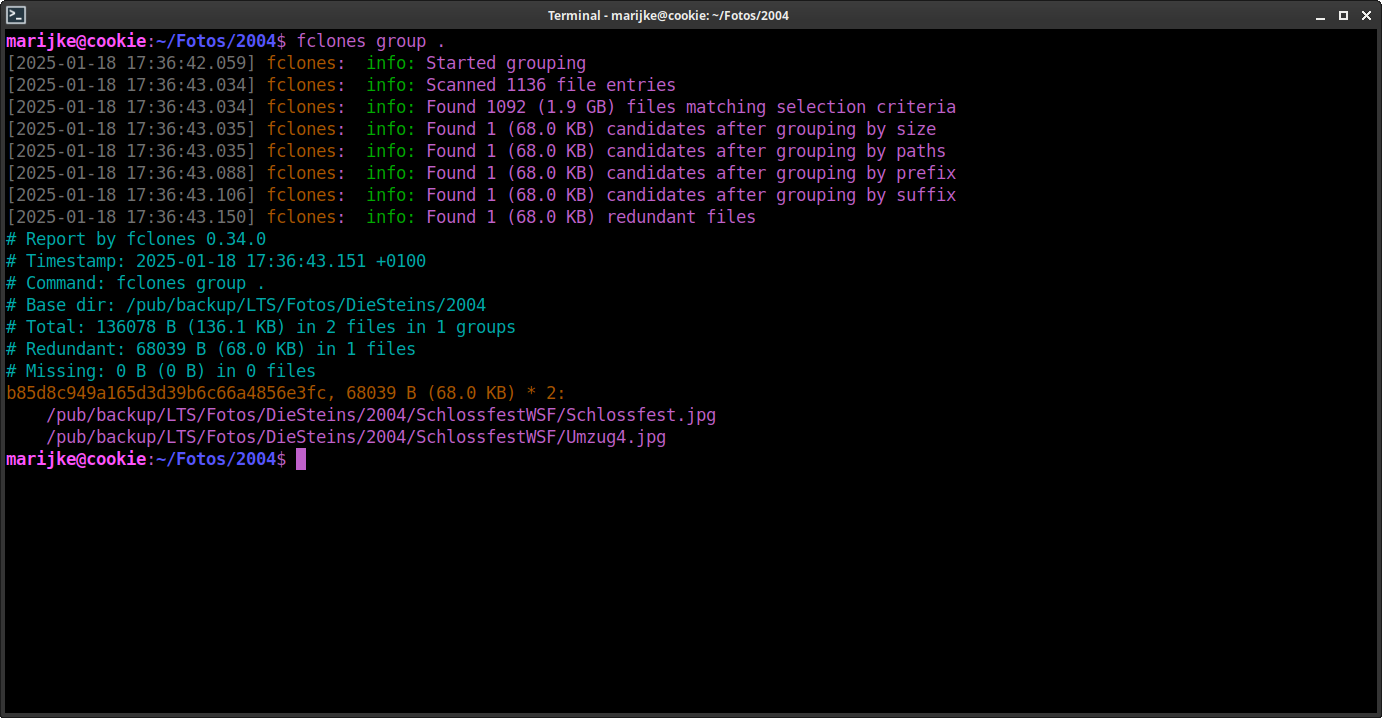 Terminal - marijke@cookie: ~/Fotos/2004
marijke@cookie:~/Fotos/2004$ fclones group .
[2025-01-18 17:36:42.059] fclones:  info: Started grouping
[2025-01-18 17:36:43.034] fclones:  info: Scanned 1136 file entries
[2025-01-18 17:36:43.034] fclones:  info: Found 1092 (1.9 GB) files matching selection criteria
[2025-01-18 17:36:43.035] fclones:  info: Found 1 (68.0 KB) candidates after grouping by size
[2025-01-18 17:36:43.035] fclones:  info: Found 1 (68.0 KB) candidates after grouping by paths
[2025-01-18 17:36:43.088] fclones:  info: Found 1 (68.0 KB) candidates after grouping by prefix
[2025-01-18 17:36:43.106] fclones:  info: Found 1 (68.0 KB) candidates after grouping by suffix
[2025-01-18 17:36:43.150] fclones:  info: Found 1 (68.0 KB) redundant files
# Report by fclones 0.34.0
# Timestamp: 2025-01-18 17:36:43.151 +0100
# Command: fclones group .
# Base dir: /pub/backup/LTS/Fotos/DieSteins/2004
# Total: 136078 B (136.1 KB) in 2 files in 1 groups
# Redundant: 68039 B (68.0 KB) in 1 files
# Missing: 0 B (0 B) in 0 files
b85d8c949a165d3d39b6c66a4856e3fc, 68039 B (68.0 KB) * 2:
    /pub/backup/LTS/Fotos/DieSteins/2004/SchlossfestWSF/Schlossfest.jpg
    /pub/backup/LTS/Fotos/DieSteins/2004/SchlossfestWSF/Umzug4.jpg
marijke@cookie:~/Fotos/2004$